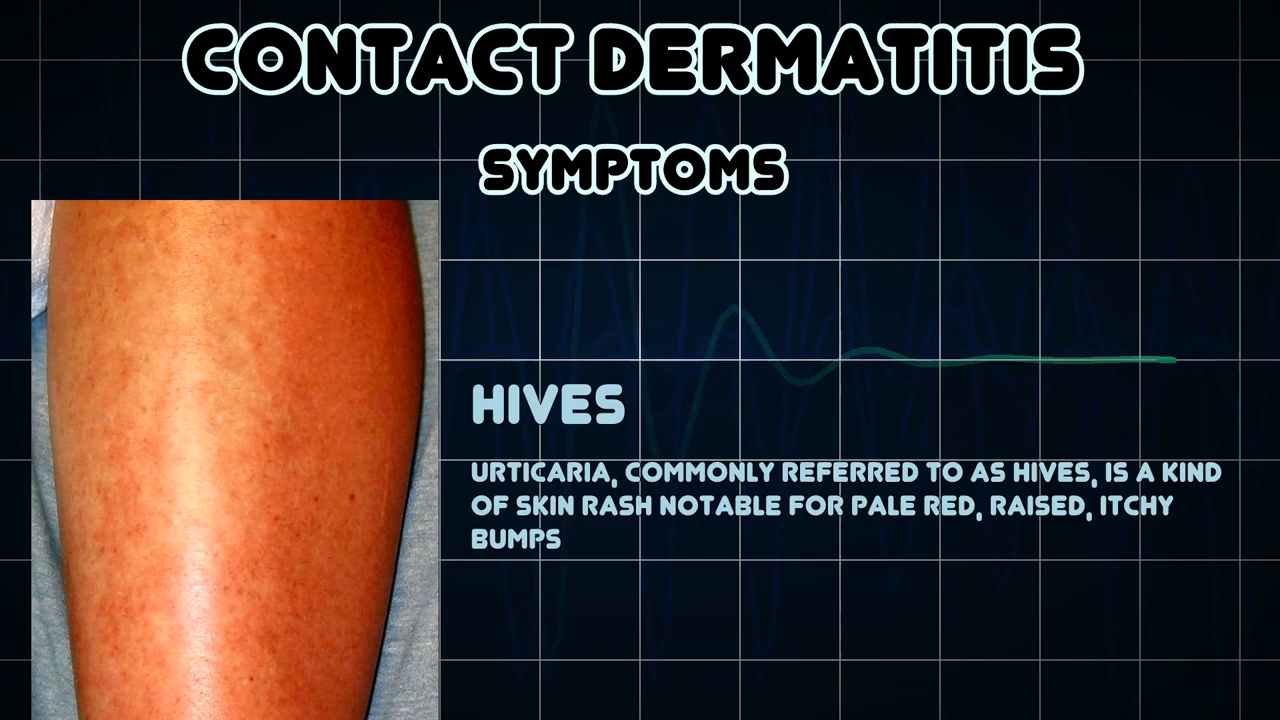 CONTACT DERMATITIS
SYMPTOMS
HIVES
URTICARIA, COMMONLY REFERRED TO AS HIVES, IS A KIND
OF SKIN RASH NOTABLE FOR PALE RED, RAISED, ITCHY
BUMPS